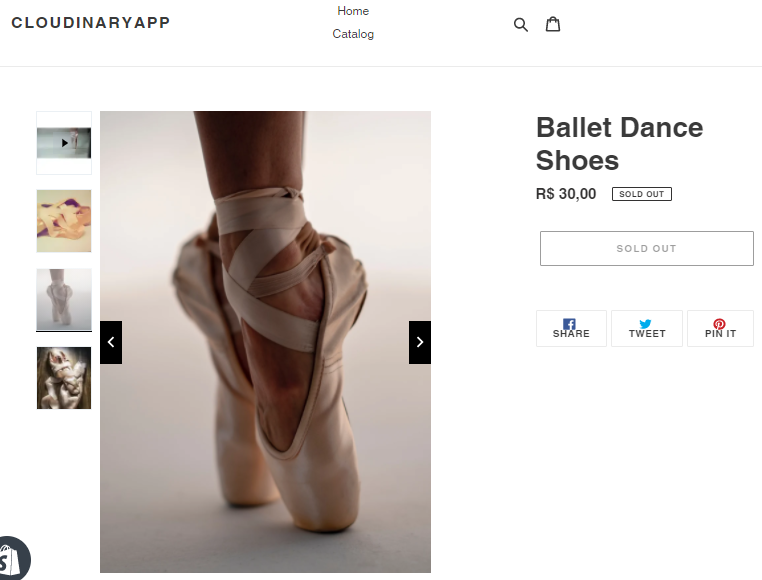 CLOUDINARYAPP
Home
Catalog
Ballet Dance
Shoes
R$ 30,00
SOLD OUT
SOLD OUT
SHARE
TWEET
PIN IT